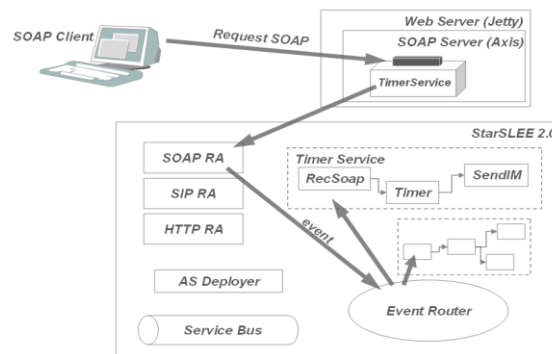 Web Server (Jetty)
SOAP Client
Request SOAP
SOAP Server (Axis)
TimerService
StarSLEE 2.0
SOAP RA
Timer Service
RecSoap
SendIM
Timer
SIP RA
HTTP RA
event
AS Deployer
Event Router
Service Bus